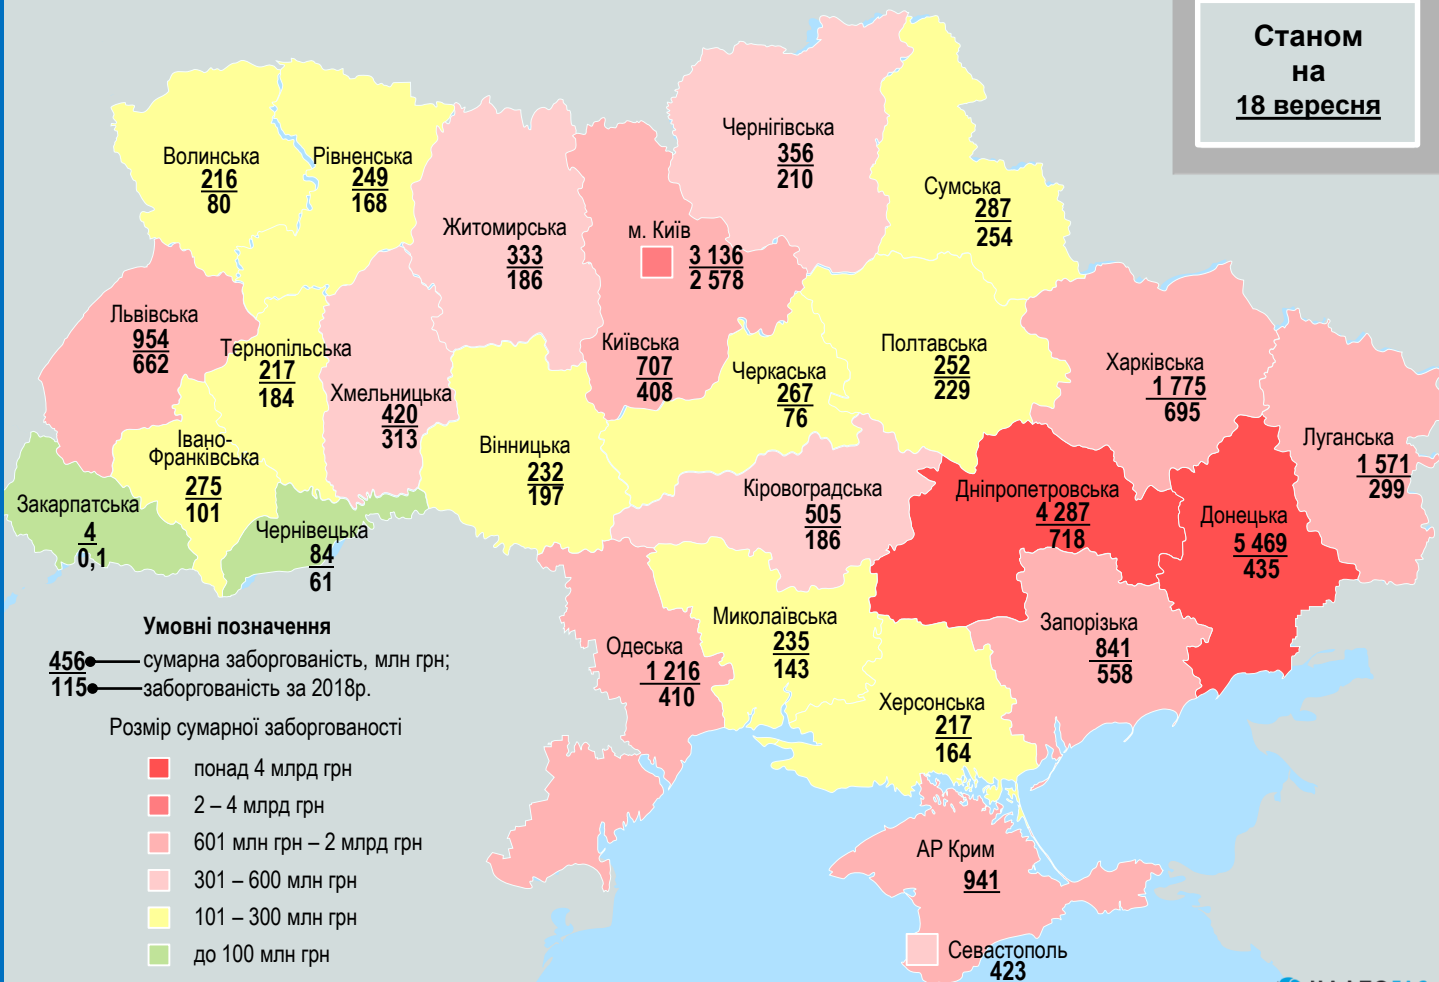 Станом
на
18 вересня
Волинська
216
80
Рівненська
249
168
Житомирська
333
186
м. Київ
3 136
2 578
Чернігівська
356
210
Сумська
287
254
Львівська
954
662
Тернопільська
217
184
Хмельницька
420
313
Київська
707
408
Черкаська
267
76
Полтавська
252
229
Харківська
1 775
695
Луганська
1 571
299
Івано-
Франківська
275
101
Вінницька
232
197
Закарпатська
4
0,1
Чернівецька
84
61
Кіровоградська
505
186
Дніпропетровська
4 287
718
Донецька
5 469
435
Одеська
1 216
410
Миколаївська
235
143
Запорізька
841
558
Херсонська
217
164
АР Крим
941
Севастополь
423
Умовні позначення
456 сумарна заборгованість, млн грн;
115 заборгованість за 2018р.
Розмір сумарної заборгованості
понад 4 млрд грн
2 – 4 млрд грн
601 млн грн – 2 млрд грн
301 – 600 млн грн
101 – 300 млн грн
до 100 млн грн